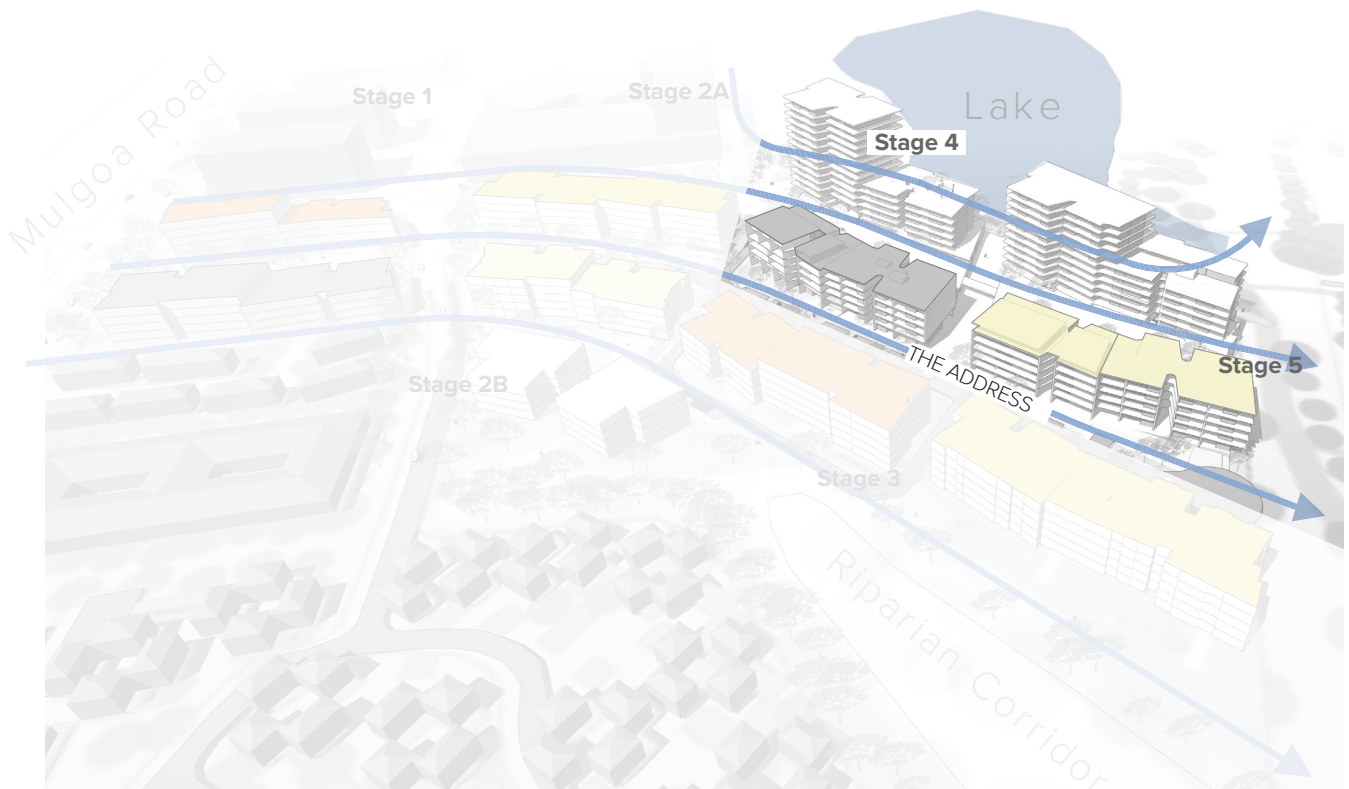 Mulgoa Road
Stage 1
Stage 2A
Lake
Stage 4
THE ADDRESS
Stage 5
Stage 2B
Stage 3
Riparian Corridor